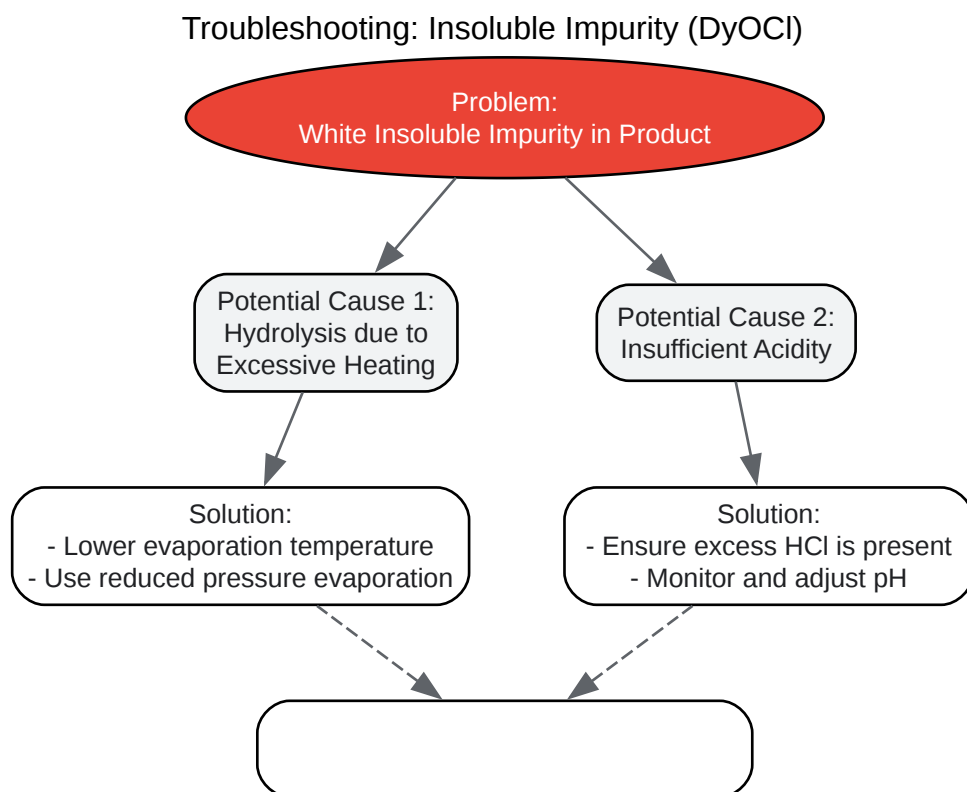 Troubleshooting: Insoluble Impurity (DyOCl)
Problem:
White Insoluble Impurity in Product
Potential Cause 1:
Hydrolysis due to
Excessive Heating
Potential Cause 2:
Insufficient Acidity
Solution:
- Lower evaporation temperature
- Use reduced pressure evaporation
Solution:
- Ensure excess HCl is present
- Monitor and adjust pH